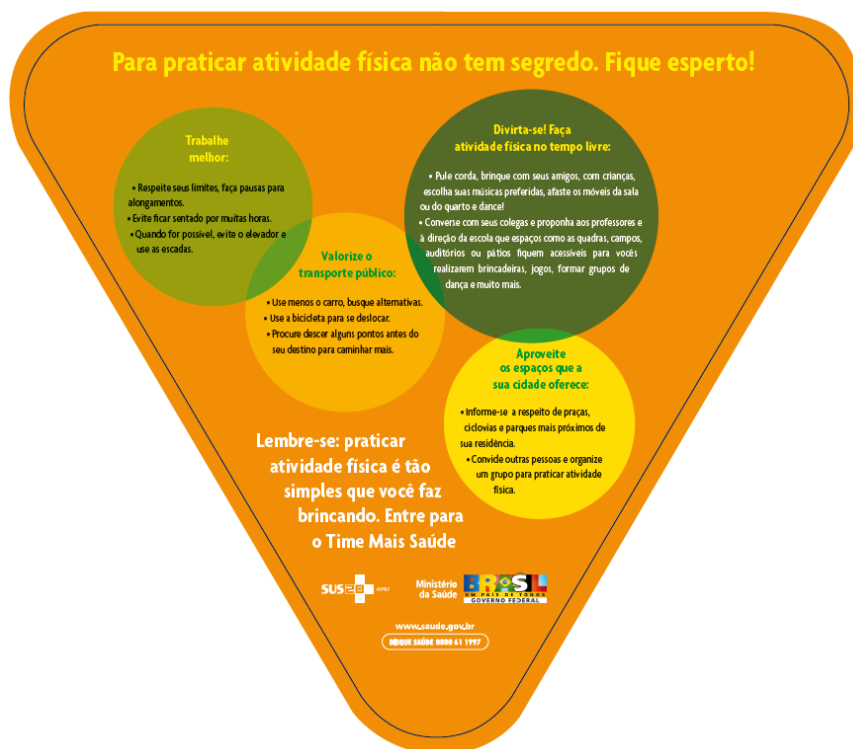 Para praticar atividade física não tem segredo. Fique esperto!
Trabalhe
melhor:
• Respeite seus limites, faça pausas para
alongamentos.
• Evite ficar sentado por muitas horas.
• Quando for possível, evite o elevador e
use as escadas.
Divirta-se! Faça
atividade física no tempo livre:
• Pule corda, brinque com seus amigos, com crianças,
escolha suas músicas preferidas, afaste os móveis da sala
ou do quarto e dance!
• Converse com seus colegas e proponha aos professores e
à direção da escola que espaços como as quadras, campos,
auditórios ou pátios fiquem acessíveis para vocês
realizarem brincadeiras, jogos, formar grupos de
dança e muito mais.
Valorize o
transporte público:
• Use menos o carro, busque alternativas.
• Use a bicicleta para se deslocar.
• Procure descer alguns pontos antes do
seu destino para caminhar mais.
Aproveite
os espaços que a
sua cidade oferece:
• Informe-se a respeito de praças,
ciclovias e parques mais próximos de
sua residência.
• Convide outras pessoas e organize
um grupo para praticar atividade
física.
Lembre-se: praticar
atividade física é tão
simples que você faz
brincando. Entre para
o Time Mais Saúde
SUS 20 ANOS
Ministério
da Saúde
BRASIL
UM PAÍS DE TODOS
GOVERNO FEDERAL
www.saude.gov.br
DISQUE SAÚDE 0800 61 1997